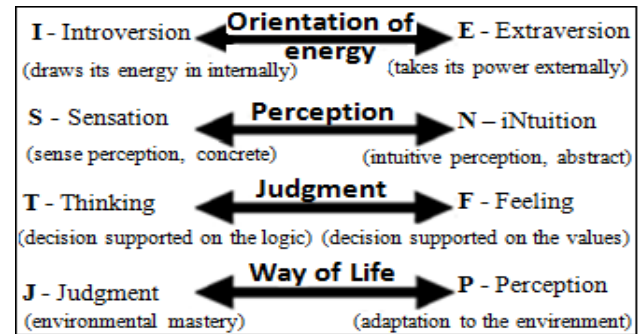 I - Introversion Orientation of energy E - Extraversion
(draws its energy in internally) (takes its power externally)
S - Sensation Perception N – iNtuition
(sense perception, concrete) (intuitive perception, abstract)
T - Thinking Judgment F - Feeling
(decision supported on the logic) (decision supported on the values)
J - Judgment Way of Life P - Perception
(environmental mastery) (adaptation to the envirenment)